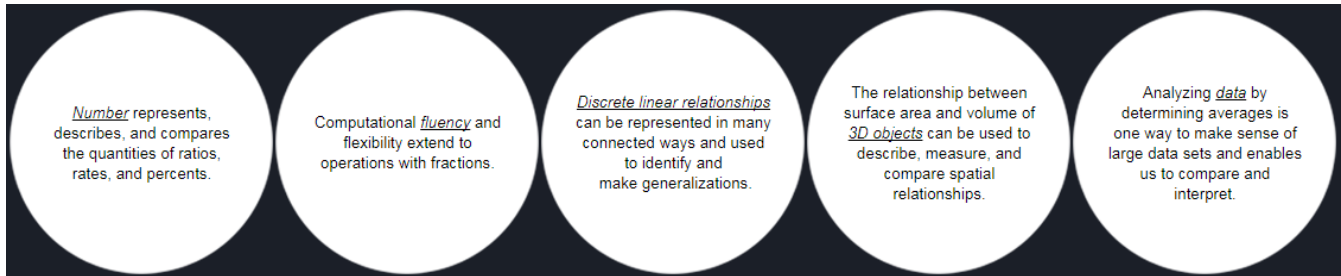 Number represents,
describes, and compares
the quantities of ratios,
rates, and percents.
Computational fluency and
flexibility extend to
operations with fractions.
Discrete linear relationships
can be represented in many
connected ways and used
to identify and
make generalizations.
The relationship between
surface area and volume of
3D objects can be used to
describe, measure, and
compare spatial
relationships.
Analyzing data by
determining averages is
one way to make sense of
large data sets and enables
us to compare and
interpret.